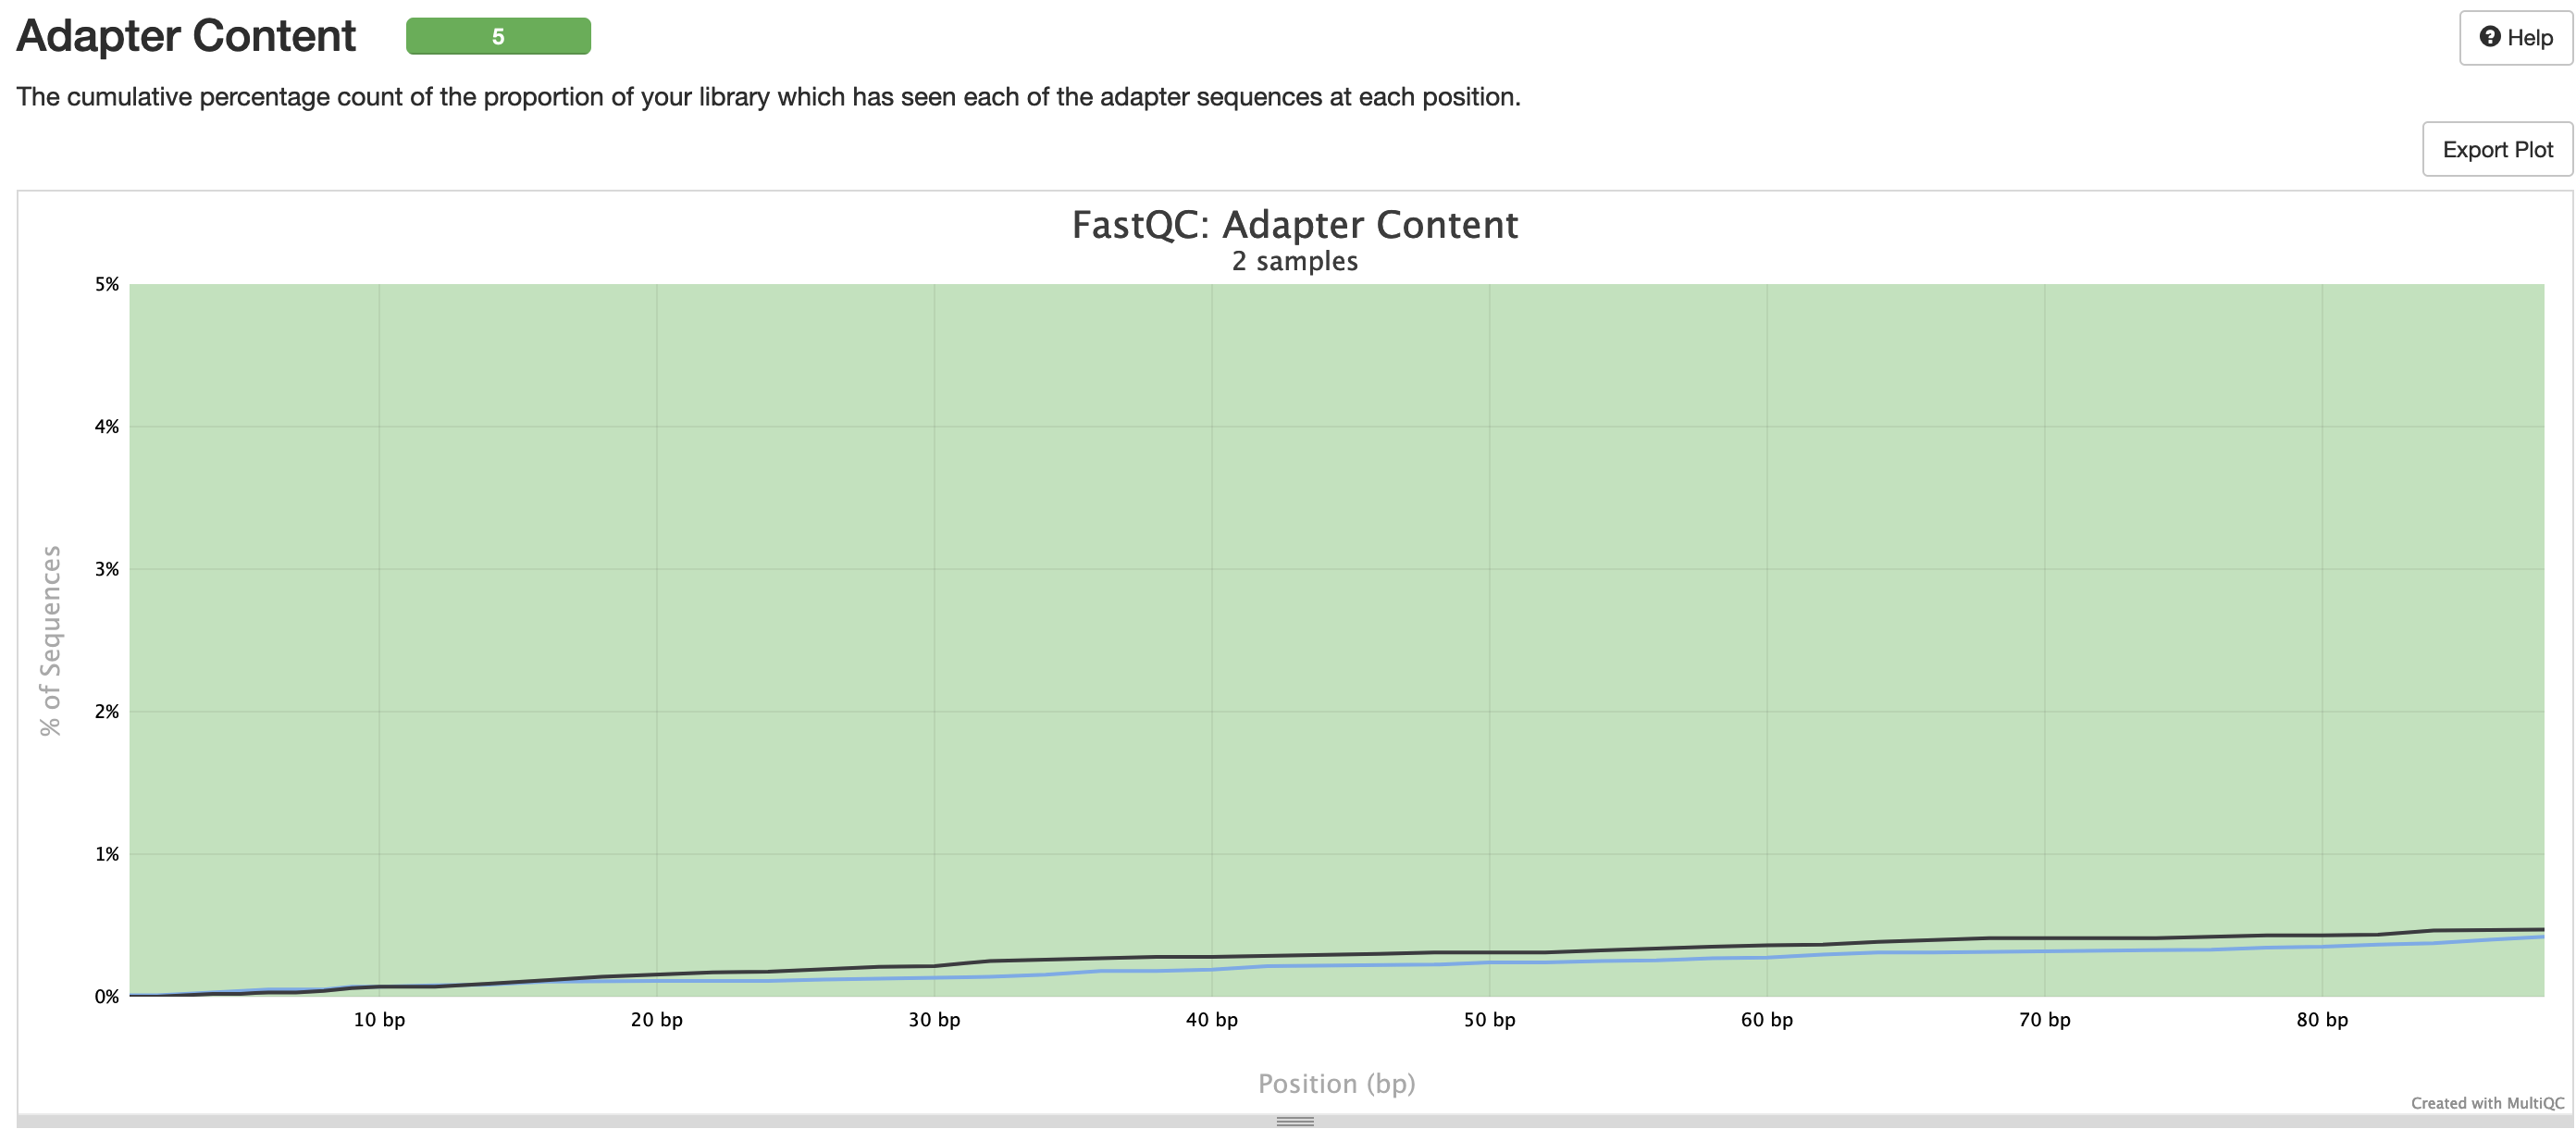 Adapter Content 5
Help
The cumulative percentage count of the proportion of your library which has seen each of the adapter sequences at each position.
Export Plot
FastQC: Adapter Content
2 samples
% of Sequences
5%
4%
3%
2%
1%
0%
10 bp 20 bp 30 bp 40 bp 50 bp 60 bp 70 bp 80 bp
Position (bp)
Created with MultiQC